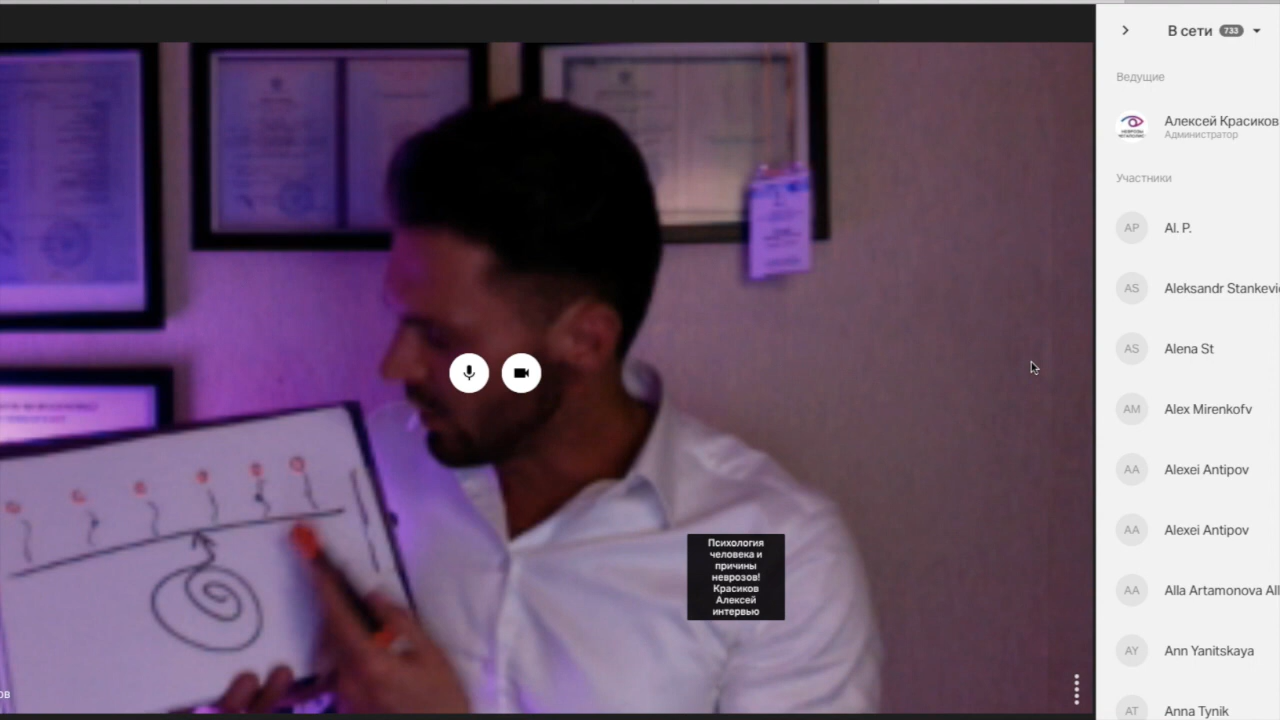 В сети 733
Ведущие
Алексей Красиков
Администратор
Участники
AP Al. P.
AS Aleksandr Stankevi
AS Alena St
AM Alex Mirenkofv
AA Alexei Antipov
AA Alexei Antipov
AA Alla Artamonova All
AY Ann Yanitskaya
AT Anna Tynik
Психология
человека и
причины
неврозов!
Красиков
Алексей
интервью
ов